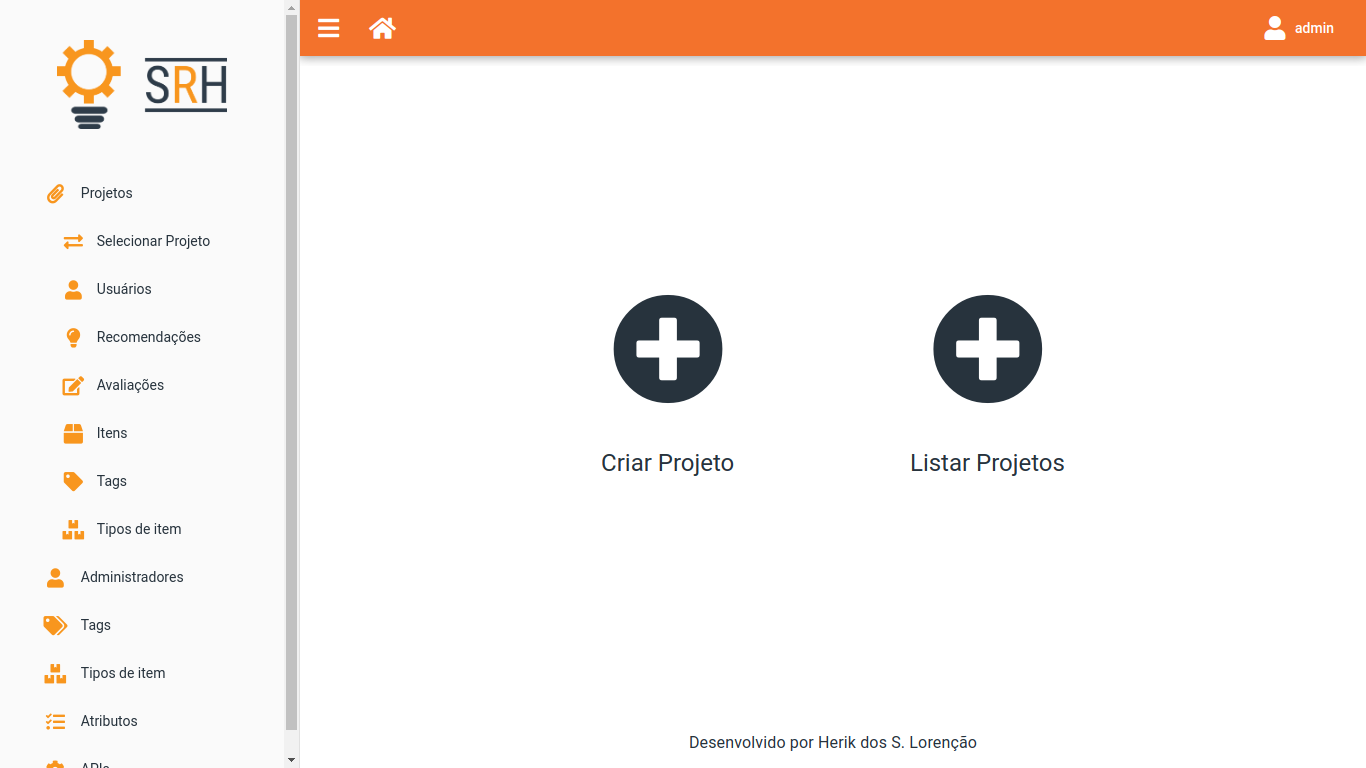 SRH
admin
Projetos
Selecionar Projeto
Usuários
Recomendações
Avaliações
Itens
Tags
Tipos de item
Administradores
Tags
Tipos de item
Atributos
APIs
Criar Projeto
Listar Projetos
Desenvolvido por Herik dos S. Lorenção